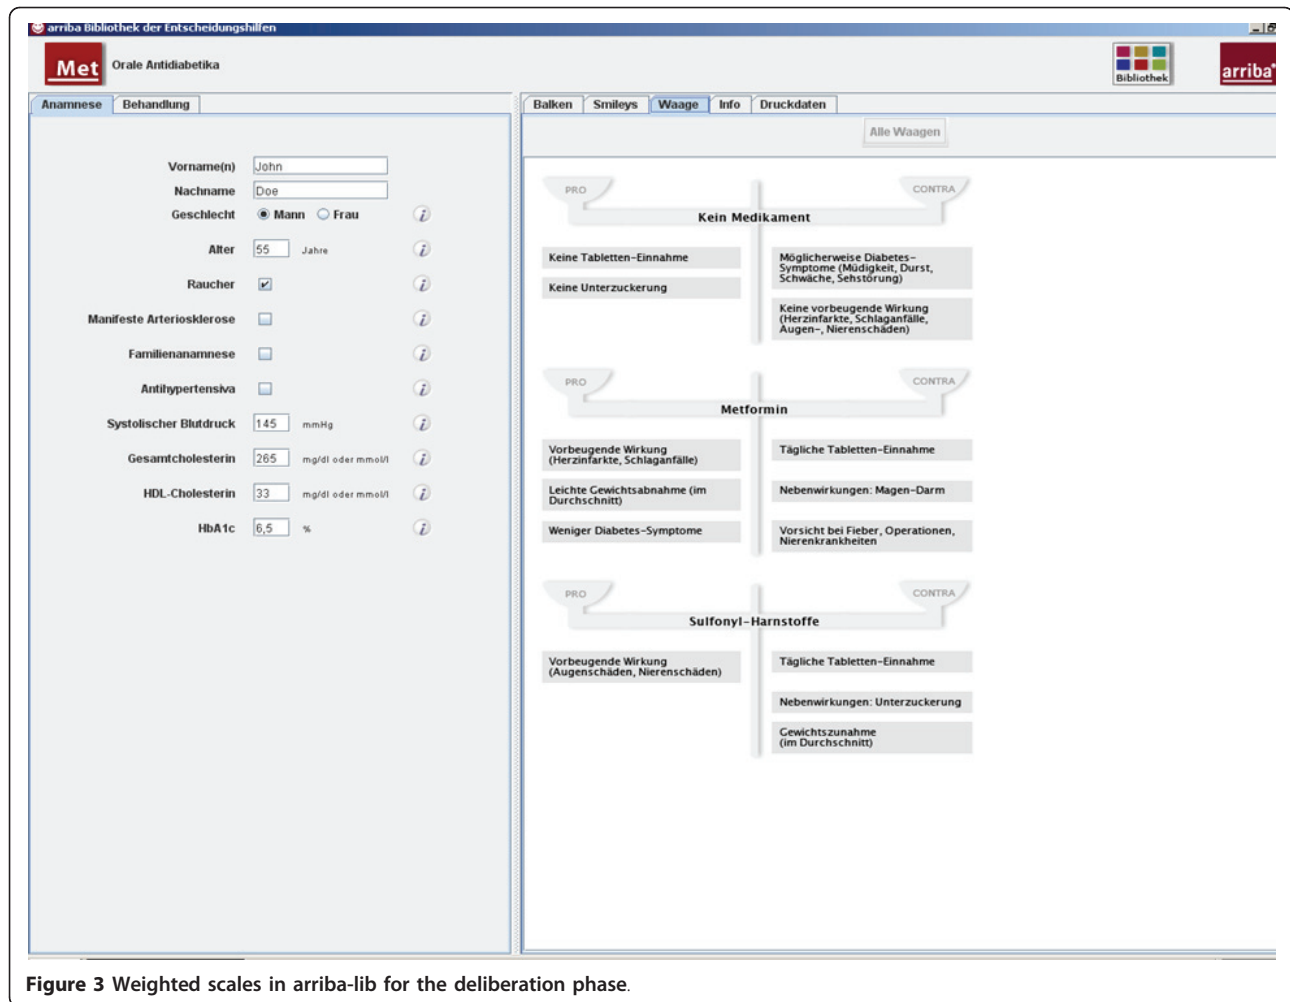 arriba Bibliothek der Entscheidungshilfen
Met Orale Antidiabetika
Bibliothek
arriba
Anamnese Behandlung
Vorname(n) John
Nachname Doe
Geschlecht Mann Frau i
Alter 55 Jahre i
Raucher i
Manifeste Arteriosklerose i
Familienanamnese i
Antihypertensiva i
Systolischer Blutdruck 145 mmHg i
Gesamtcholesterin 265 mg/dl oder mmol/l i
HDL-Cholesterin 33 mg/dl oder mmol/l i
HbA1c 6,5 % i
Balken Smileys Waage Info Druckdaten
Alle Waagen
PRO CONTRA
Kein Medikament
Keine Tabletten-Einnahme
Keine Unterzuckerung
Möglicherweise Diabetes-
Symptome (Müdigkeit, Durst,
Schwäche, Sehstörung)
Keine vorbeugende Wirkung
(Herzinfarkte, Schlaganfälle,
Augen-, Nierenschäden)
PRO CONTRA
Metformin
Vorbeugende Wirkung
(Herzinfarkte, Schlaganfälle)
Leichte Gewichtsabnahme (im
Durchschnitt)
Weniger Diabetes-Symptome
Tägliche Tabletten-Einnahme
Nebenwirkungen: Magen-Darm
Vorsicht bei Fieber, Operationen,
Nierenkrankheiten
PRO CONTRA
Sulfonyl-Harnstoffe
Vorbeugende Wirkung
(Augenschäden, Nierenschäden)
Tägliche Tabletten-Einnahme
Nebenwirkungen: Unterzuckerung
Gewichtszunahme
(im Durchschnitt)
Figure 3 Weighted scales in arriba-lib for the deliberation phase.